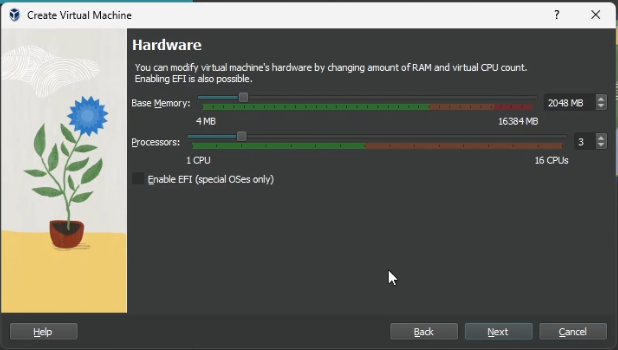 Create Virtual Machine
Hardware
You can modify virtual machine's hardware by changing amount of RAM and virtual CPU count.
Enabling EFI is also possible.
Base Memory: 2048 MB
4 MB 16384 MB
Processors: 3
1 CPU 16 CPUs
Enable EFI (special OSes only)
Help Back Next Cancel